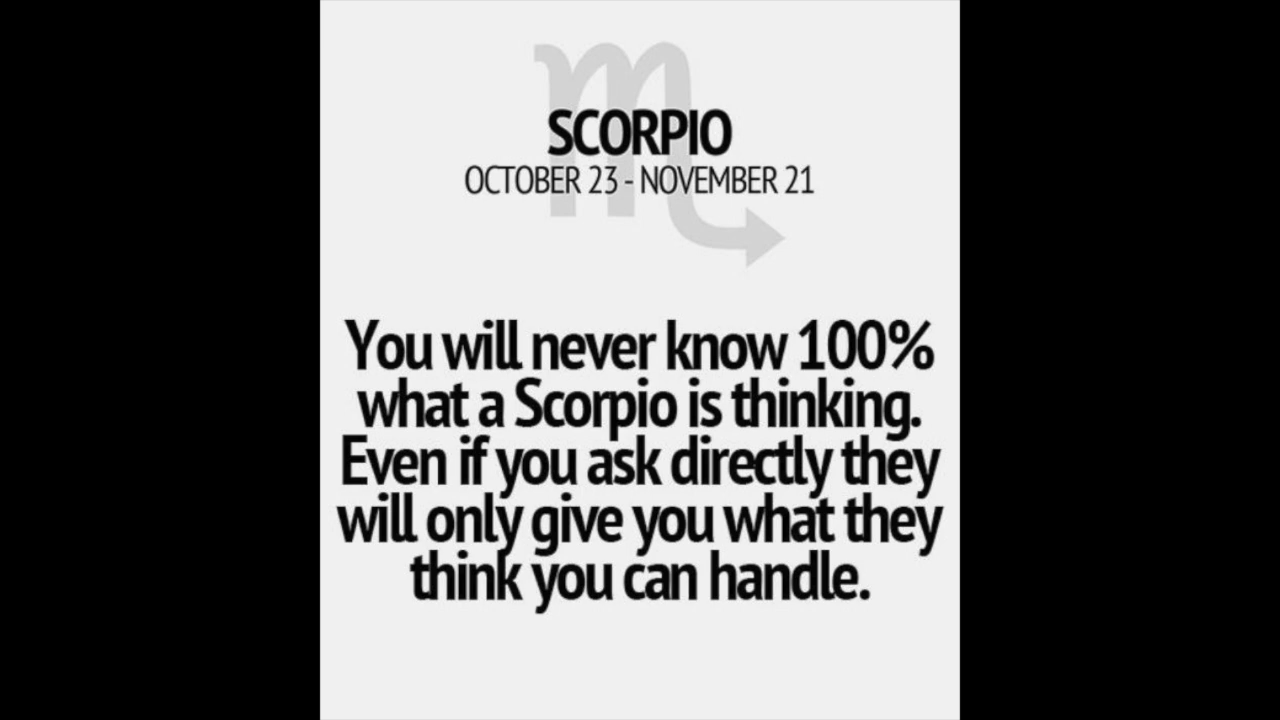 SCORPIO
OCTOBER 23 - NOVEMBER 21
You will never know 100%
what a Scorpio is thinking.
Even if you ask directly they
will only give you what they
think you can handle.